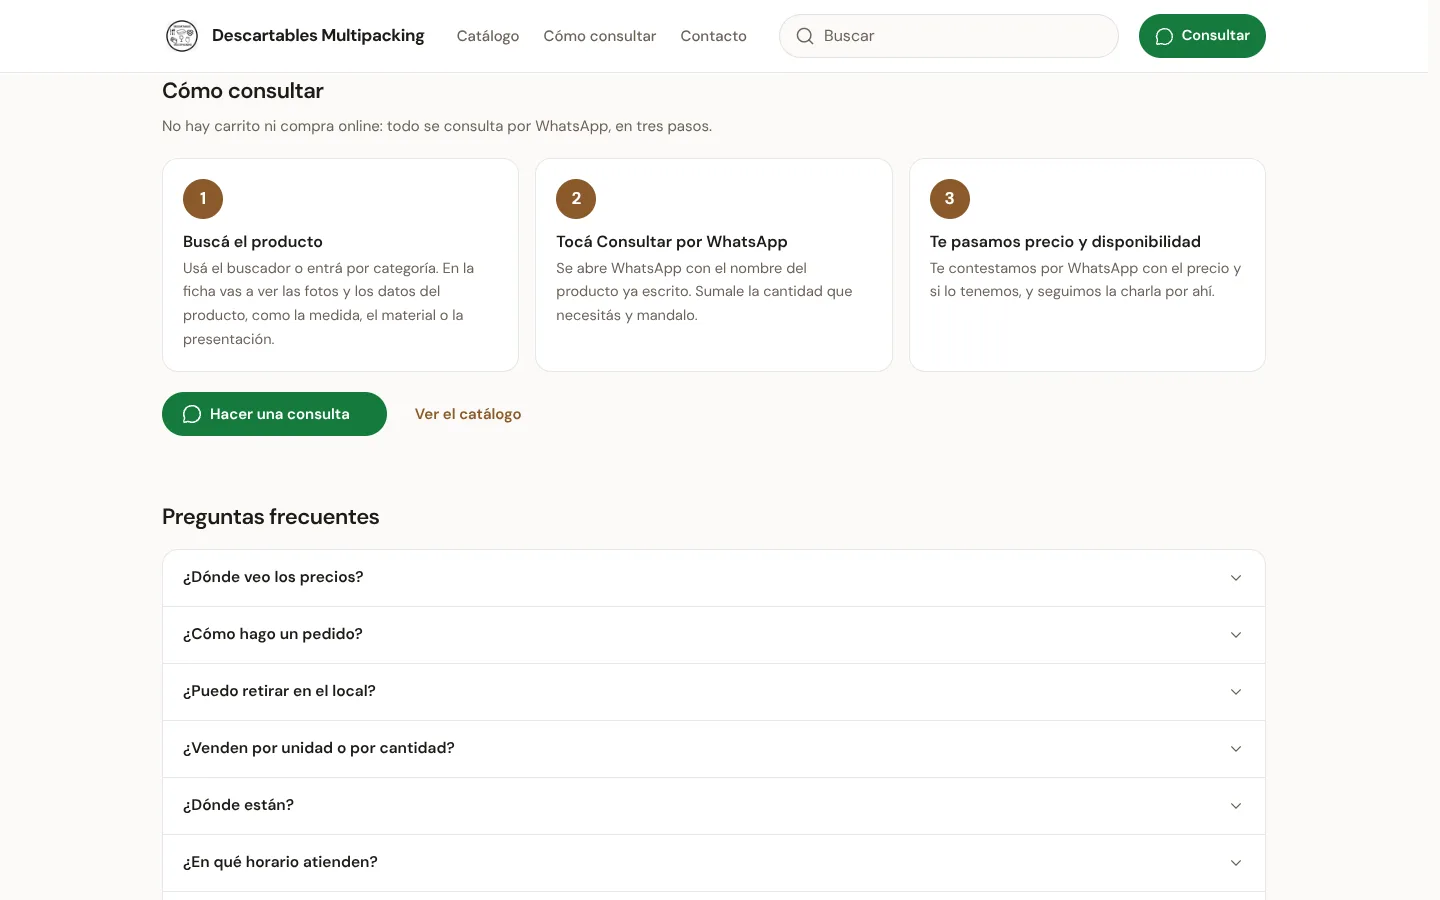 Descartables Multipacking
Catálogo
Cómo consultar
Contacto
Buscar
Consultar
Cómo consultar
No hay carrito ni compra online: todo se consulta por WhatsApp, en tres pasos.
1
Buscá el producto
Usá el buscador o entrá por categoría. En la
ficha vas a ver las fotos y los datos del
producto, como la medida, el material o la
presentación.
2
Tocá Consultar por WhatsApp
Se abre WhatsApp con el nombre del
producto ya escrito. Sumale la cantidad que
necesitás y mandalo.
3
Te pasamos precio y disponibilidad
Te contestamos por WhatsApp con el precio y
si lo tenemos, y seguimos la charla por ahí.
Hacer una consulta
Ver el catálogo
Preguntas frecuentes
¿Dónde veo los precios?
¿Cómo hago un pedido?
¿Puedo retirar en el local?
¿Venden por unidad o por cantidad?
¿Dónde están?
¿En qué horario atienden?